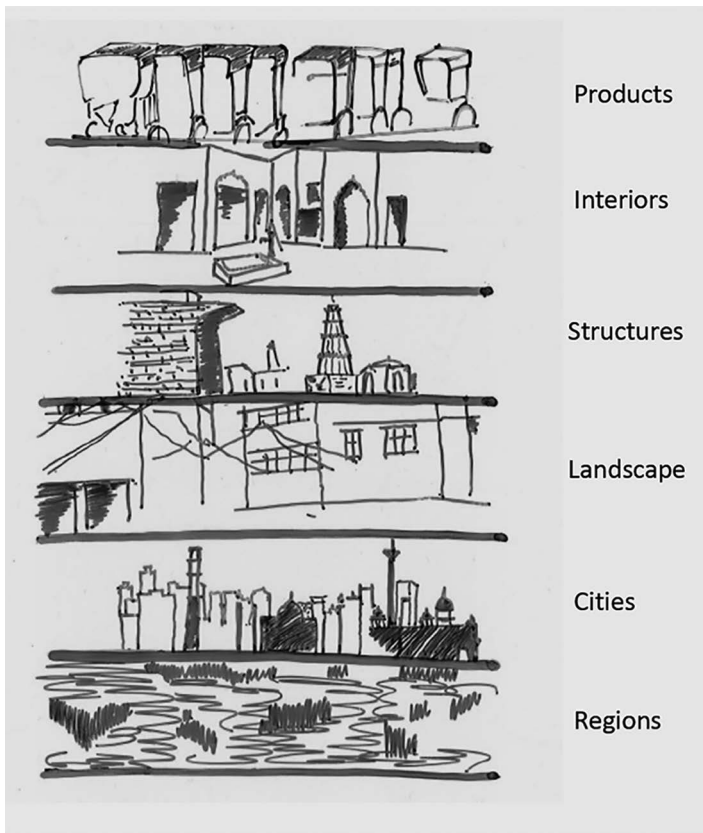 Products
Interiors
Structures
Landscape
Cities
Regions